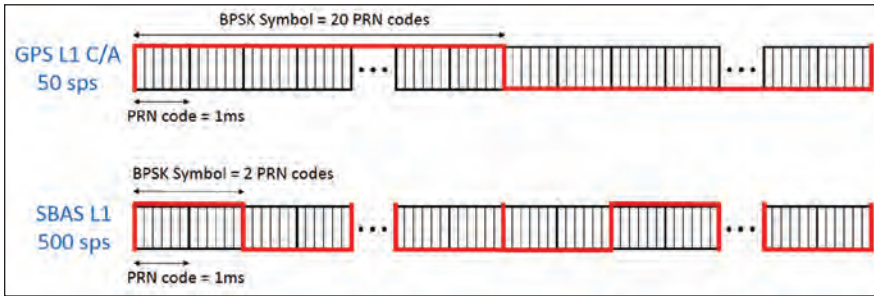 BPSK Symbol = 20 PRN codes
GPS L1 C/A
50 sps
PRN code = 1ms
BPSK Symbol = 2 PRN codes
SBAS L1
500 sps
PRN code = 1ms